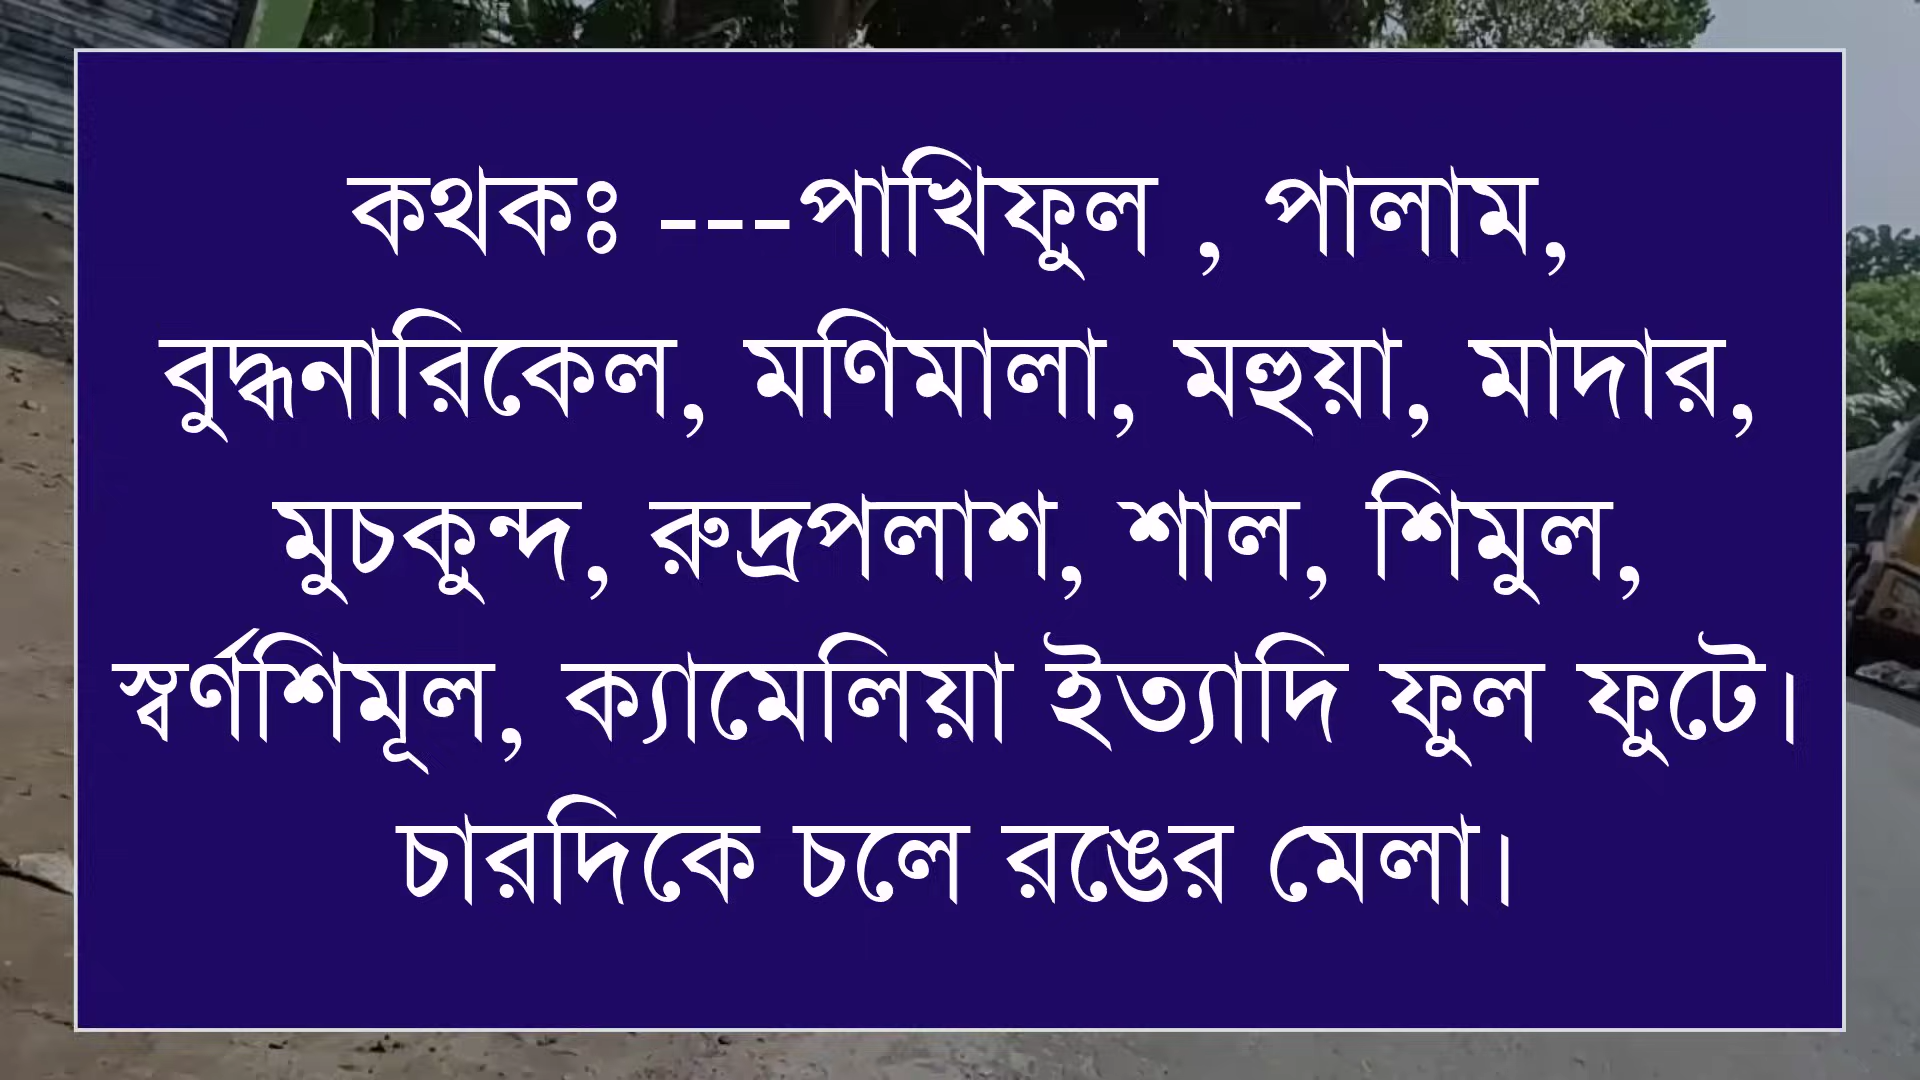 কথকঃ ---পাখিফুল , পালাম,
বুদ্ধনারিকেল, মণিমালা, মহুয়া, মাদার,
মুচকুন্দ, রুদ্রপলাশ, শাল, শিমুল,
স্বর্ণশিমূল, ক্যামেলিয়া ইত্যাদি ফুল ফুটে।
চারদিকে চলে রঙের মেলা।